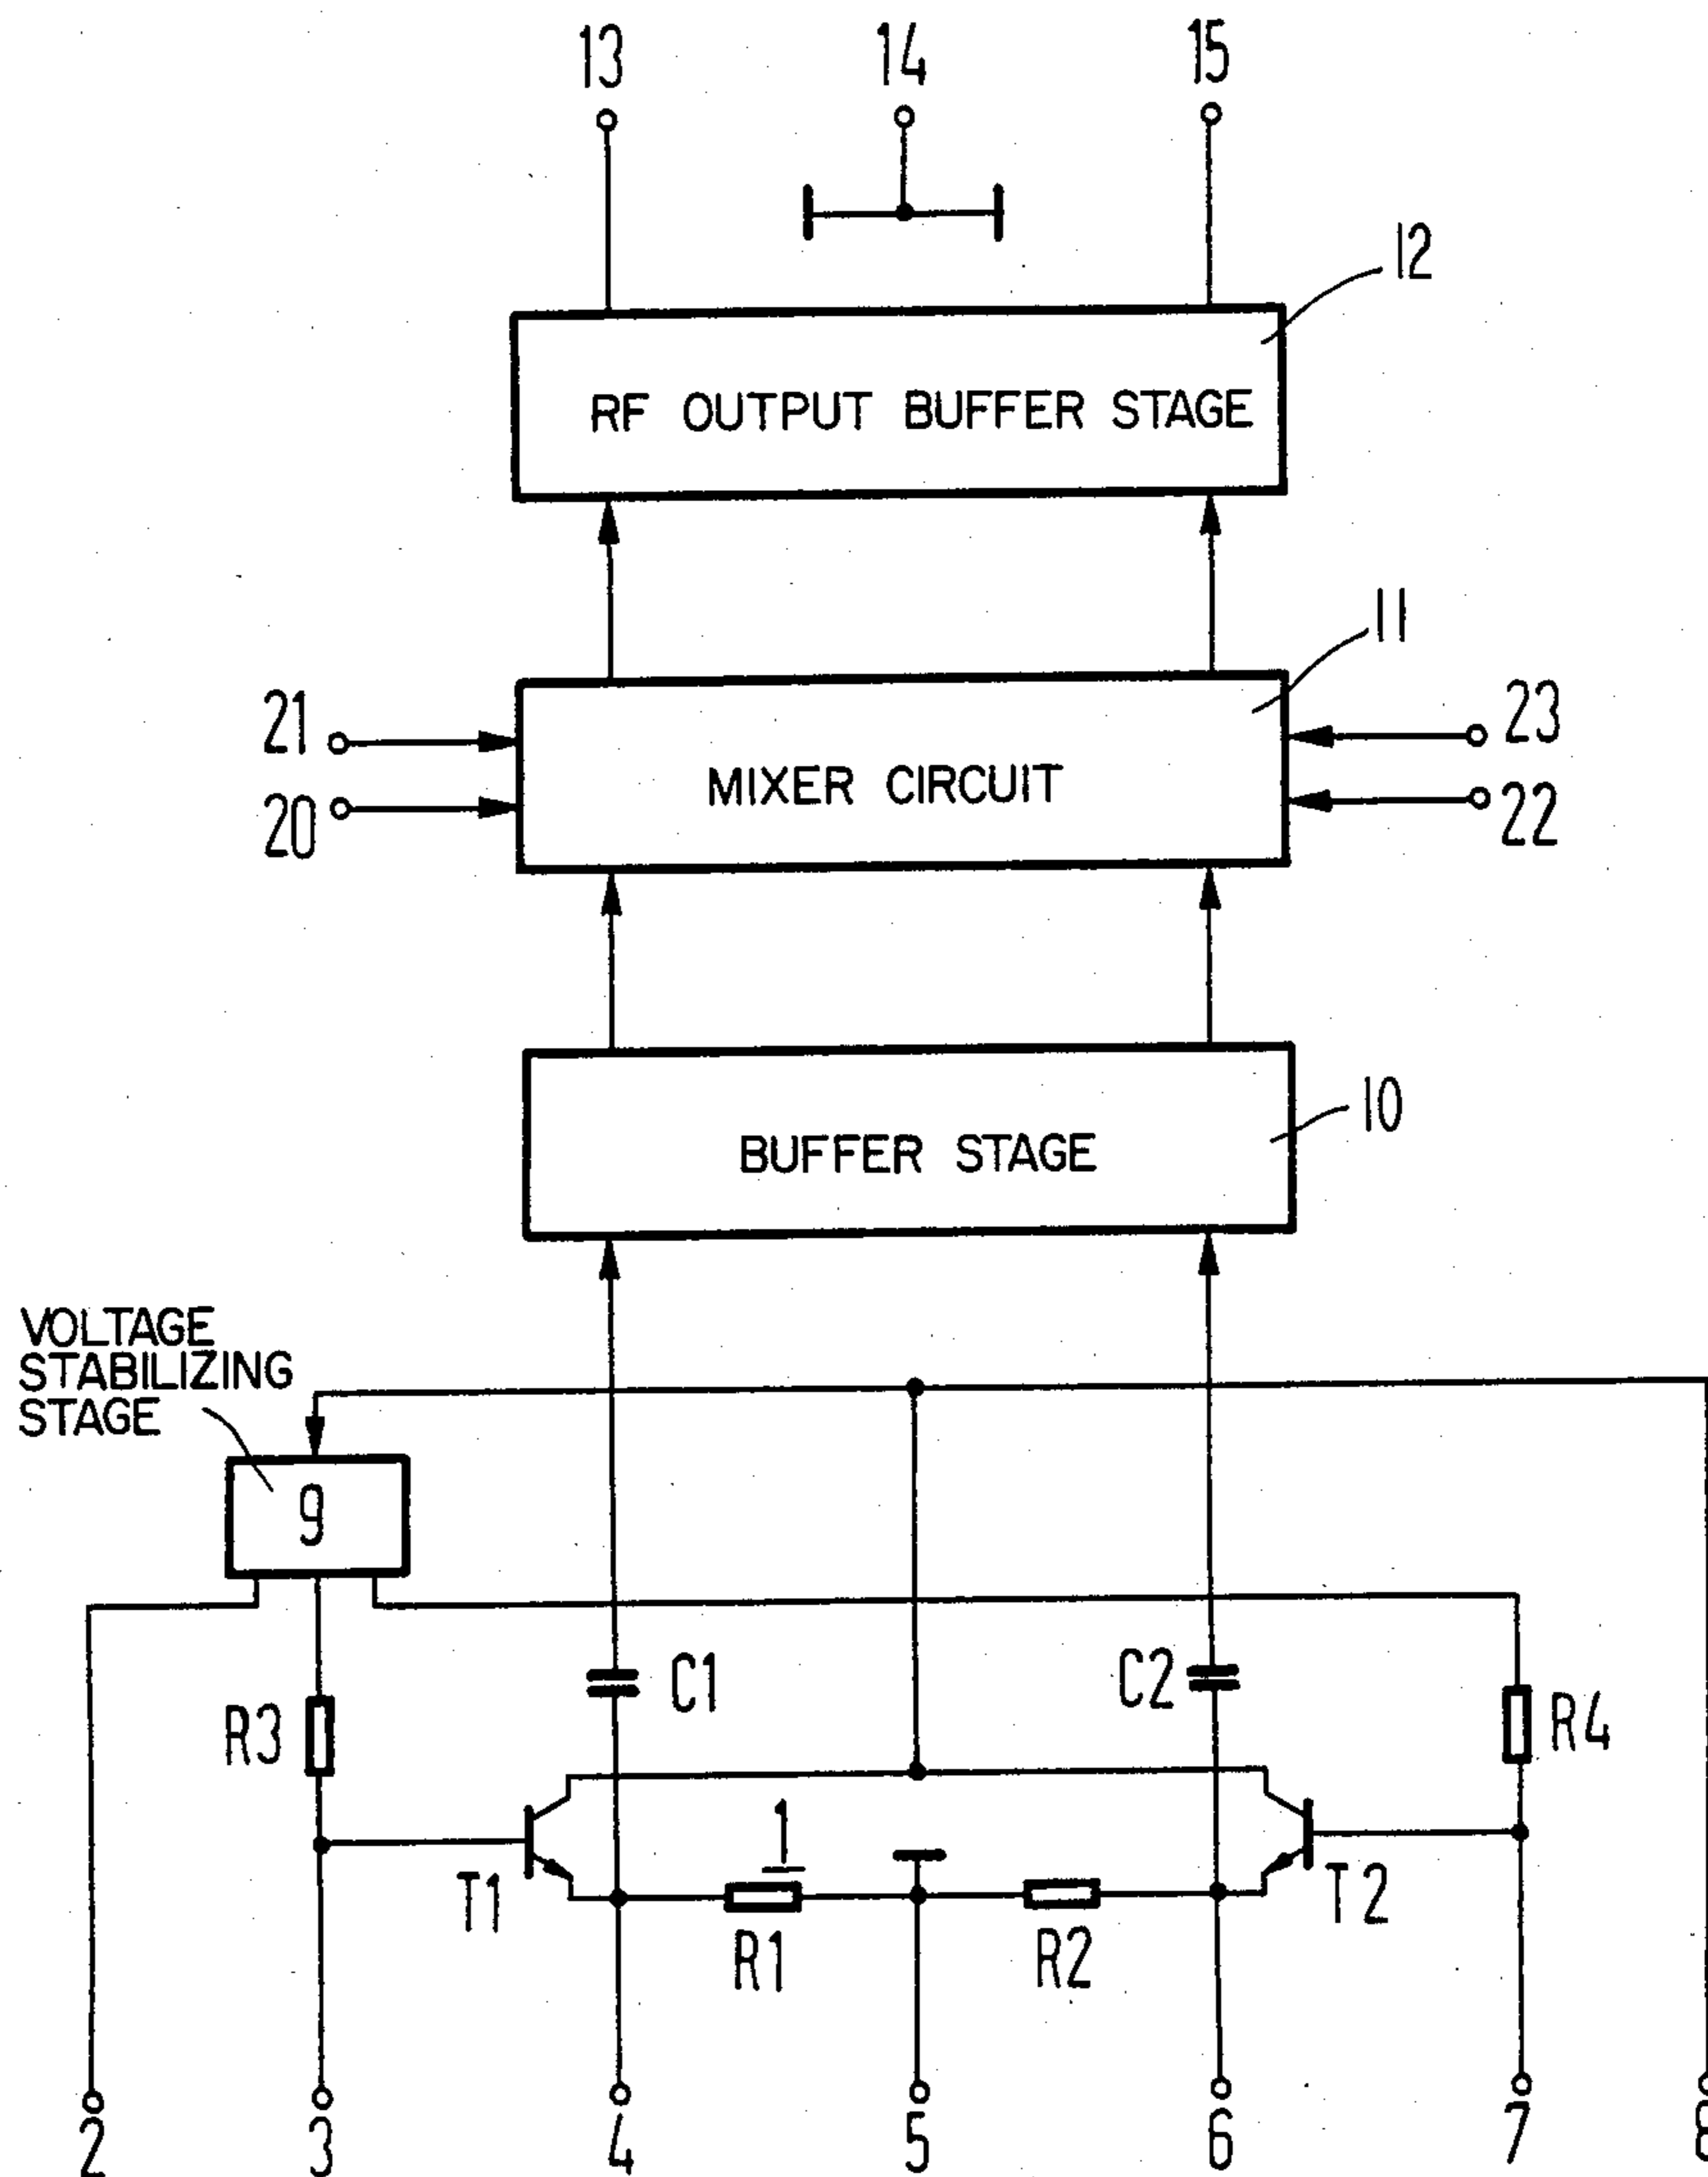 13 14 15
12
RF OUTPUT BUFFER STAGE
11
21 23
MIXER CIRCUIT
20 22
10
BUFFER STAGE
VOLTAGE
STABILIZING
STAGE
9
C1 C2
R3 R4
1
T1 T2
R1 R2
2 3 4 5 6 7 8